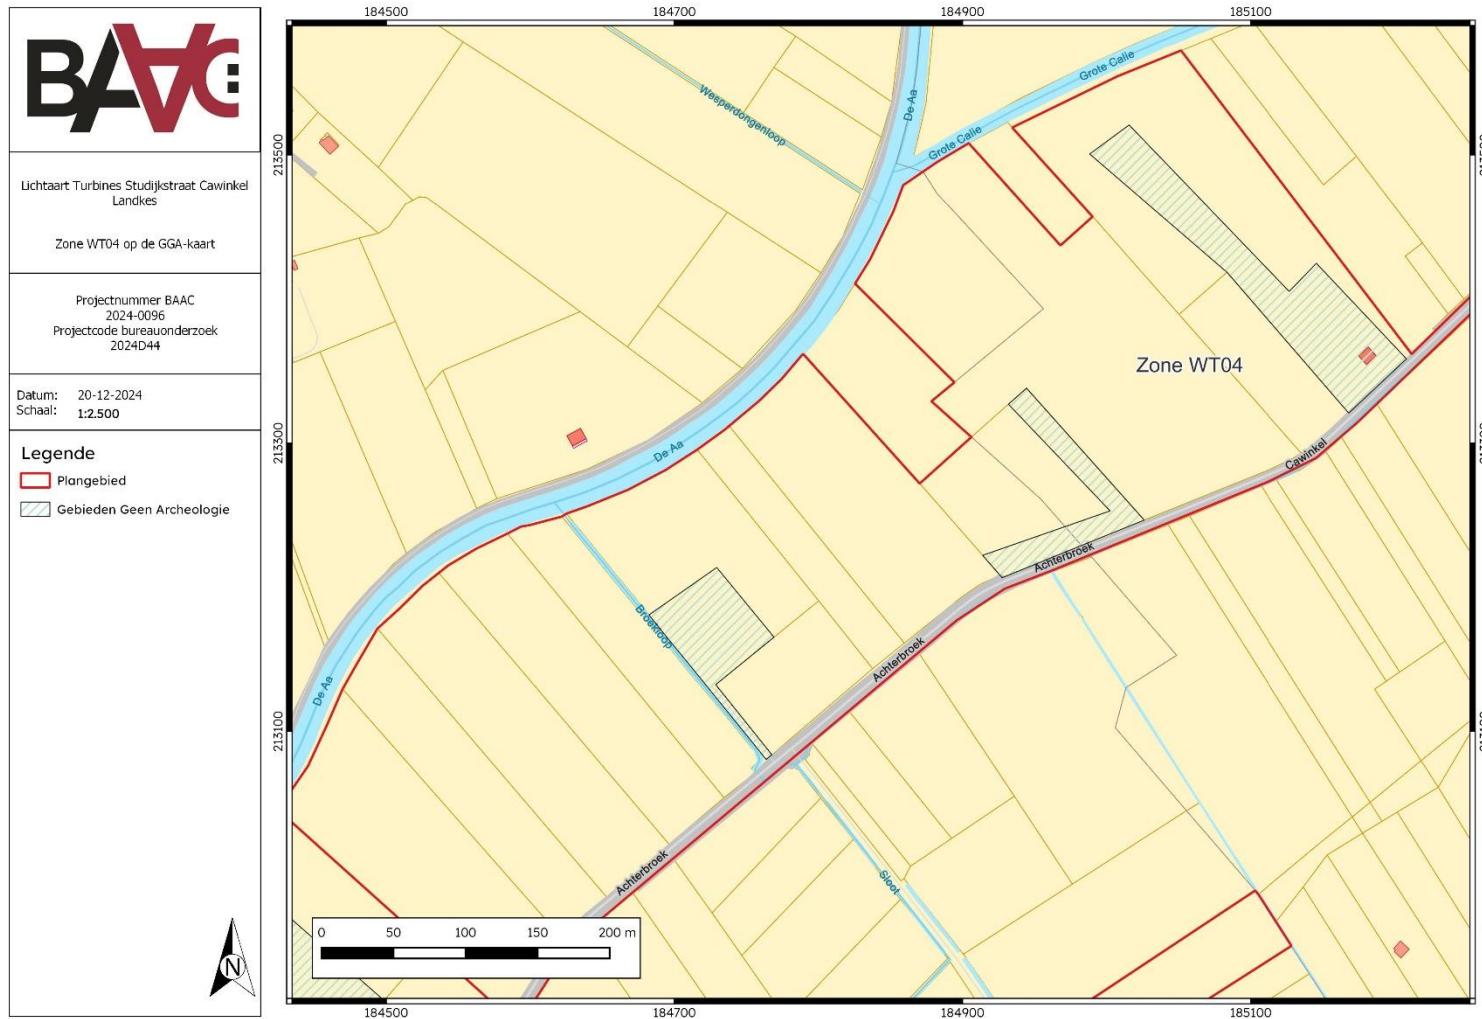 BAAC
Lichtaart Turbines Studijkstraat Cawinkel
Landkes
Zone WT04 op de GGA-kaart
Projectnummer BAAC
2024-0096
Projectcode bureauonderzoek
2024D44
Datum: 20-12-2024
Schaal: 1:2.500
Legende
Plangebied
Gebieden Geen Archeologie
N
184500
184700
184900
185100
213500
213300
213100
Wesperdongenloop
De Aa
Grote Calie
Grote Calie
Zone WT04
De Aa
Cawinkel
Achterbroek
Broekloop
Achterbroek
De Aa
Achterbroek
Sloot
0 50 100 150 200 m
184500
184700
184900
185100